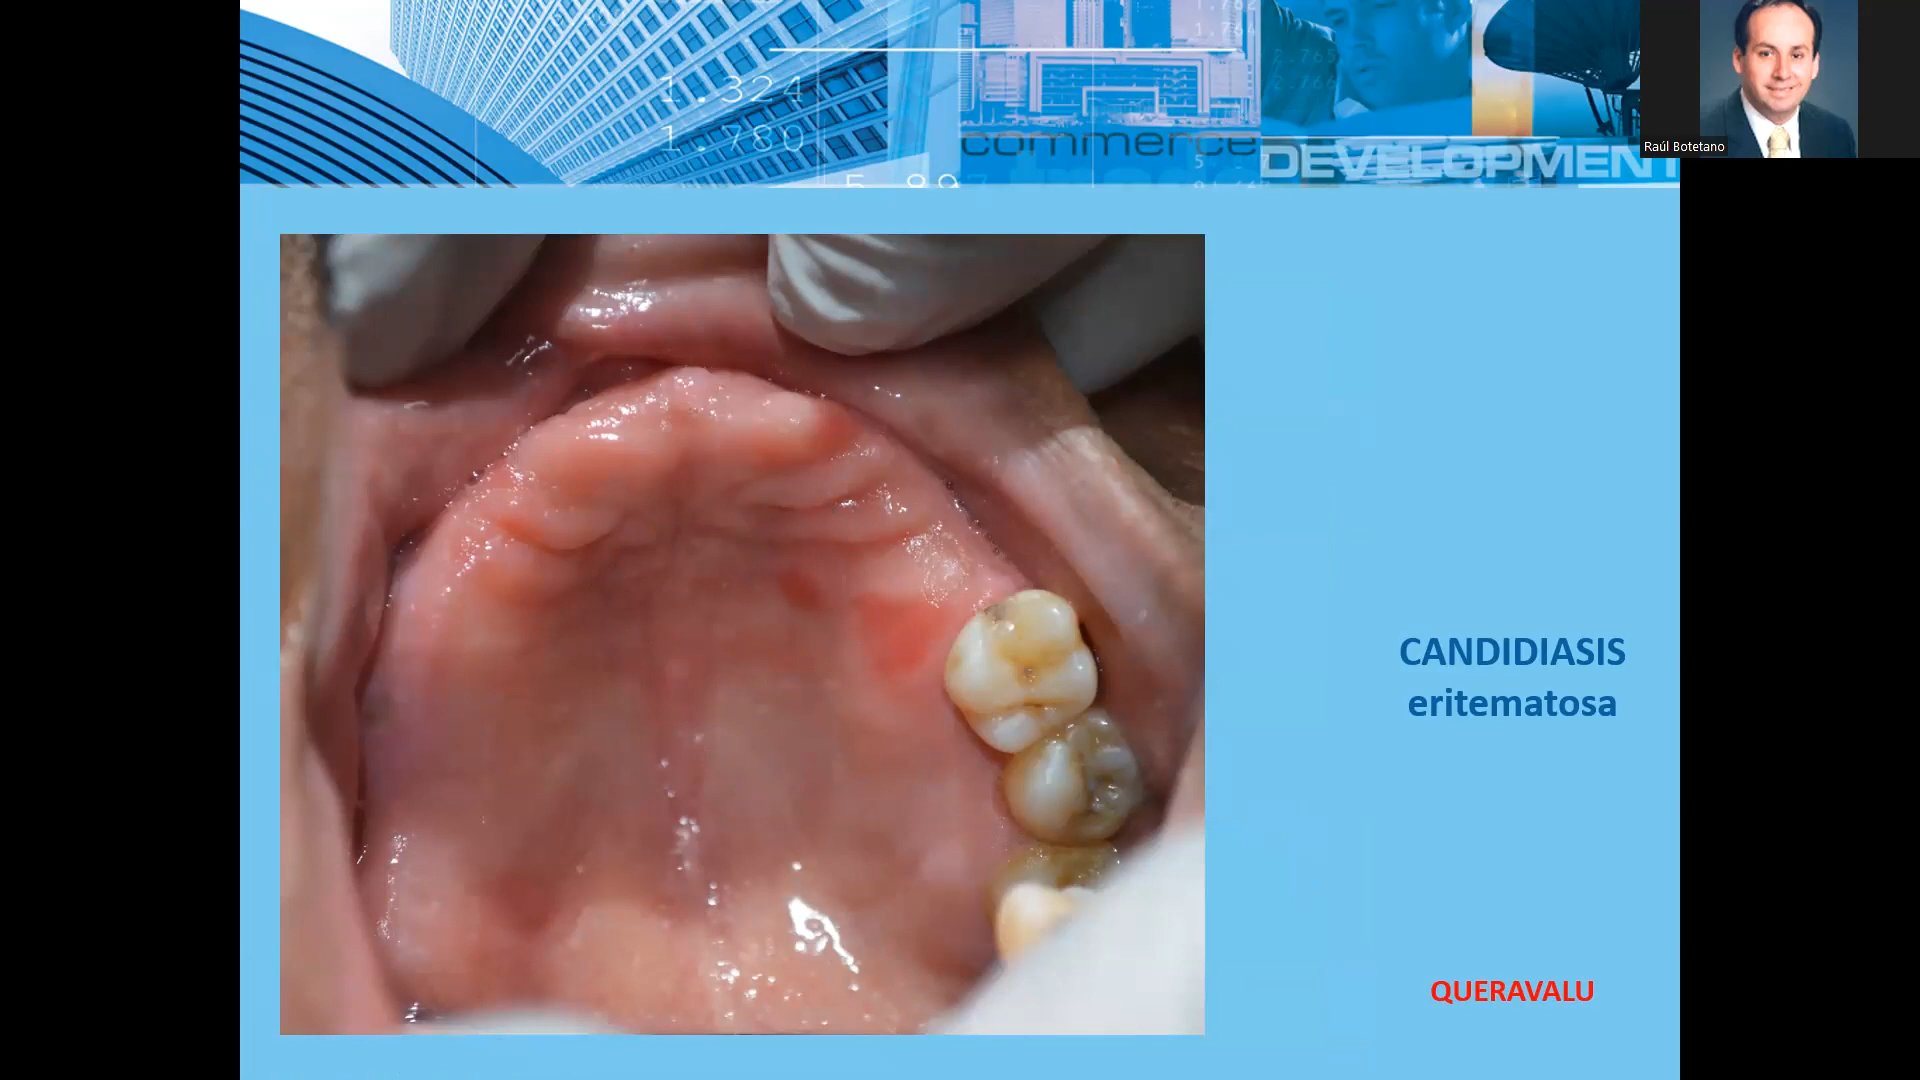 1.324
1.780
commerce
DEVELOPMENT
Raúl Botetano
CANDIDIASIS
eritematosa
QUERAVALU